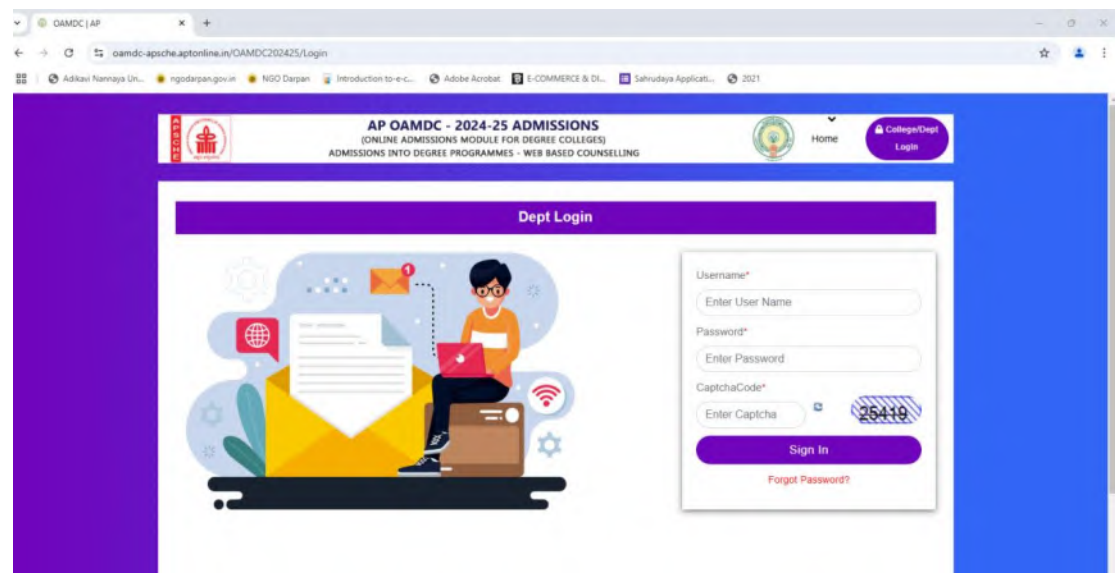 OAMDC | AP
oamdc-apsche.aptonline.in/OAMDC202425/Login
Adikavi Nannaya Un... ngodarpan.gov.in NGO Darpan Introduction to-e-c... Adobe Acrobat E-COMMERCE & DI... Sahrudaya Applicati... 2021
APSCHE
AP OAMDC - 2024-25 ADMISSIONS
(ONLINE ADMISSIONS MODULE FOR DEGREE COLLEGES)
ADMISSIONS INTO DEGREE PROGRAMMES - WEB BASED COUNSELLING
Home
College/Dept
Login
Dept Login
1
Username*
Enter User Name
Password*
Enter Password
CaptchaCode*
Enter Captcha 25419
Sign In
Forgot Password?